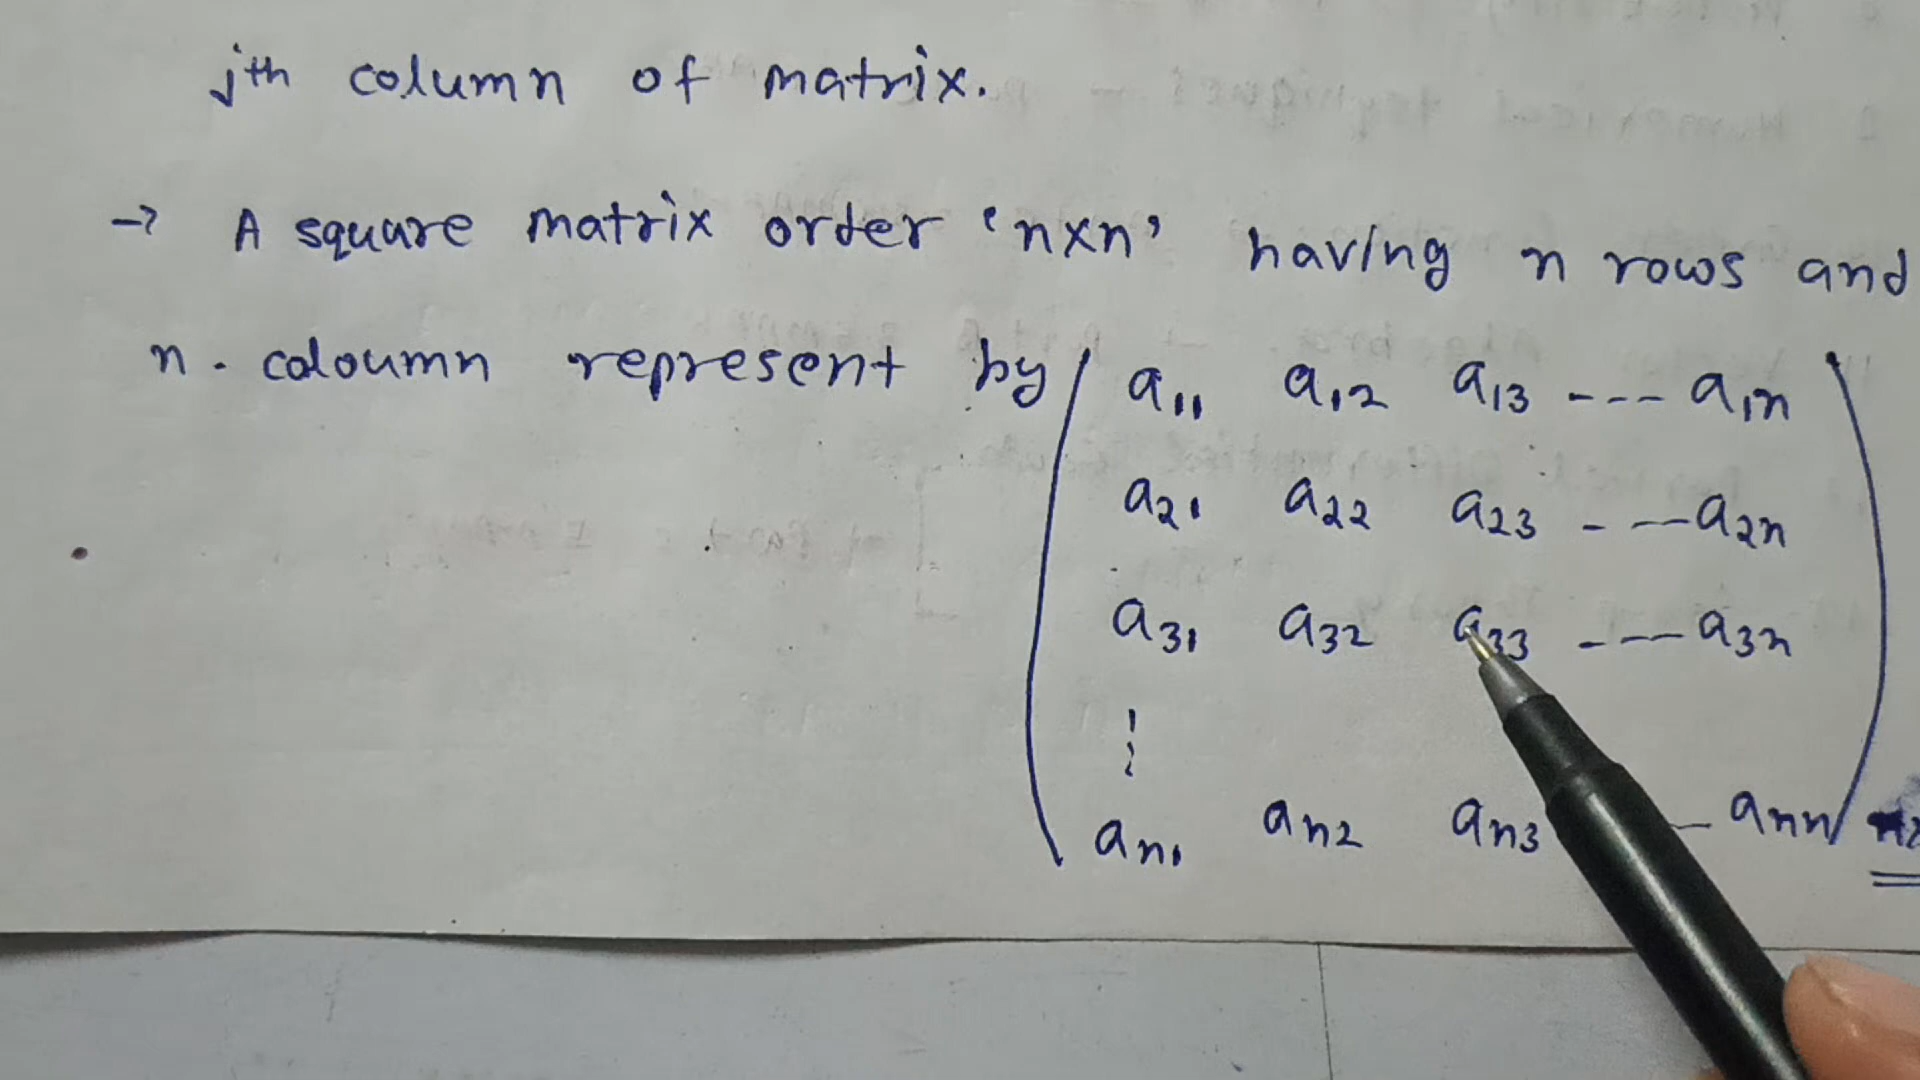 jth column of matrix.
→ A square matrix order 'nxn' having n rows and
n. coloumn represent by
a11 a12 a13 ---- a1n
a21 a22 a23 - --a2n
a31 a32 a33 ---- a3n
an1 an2 an3 - ann